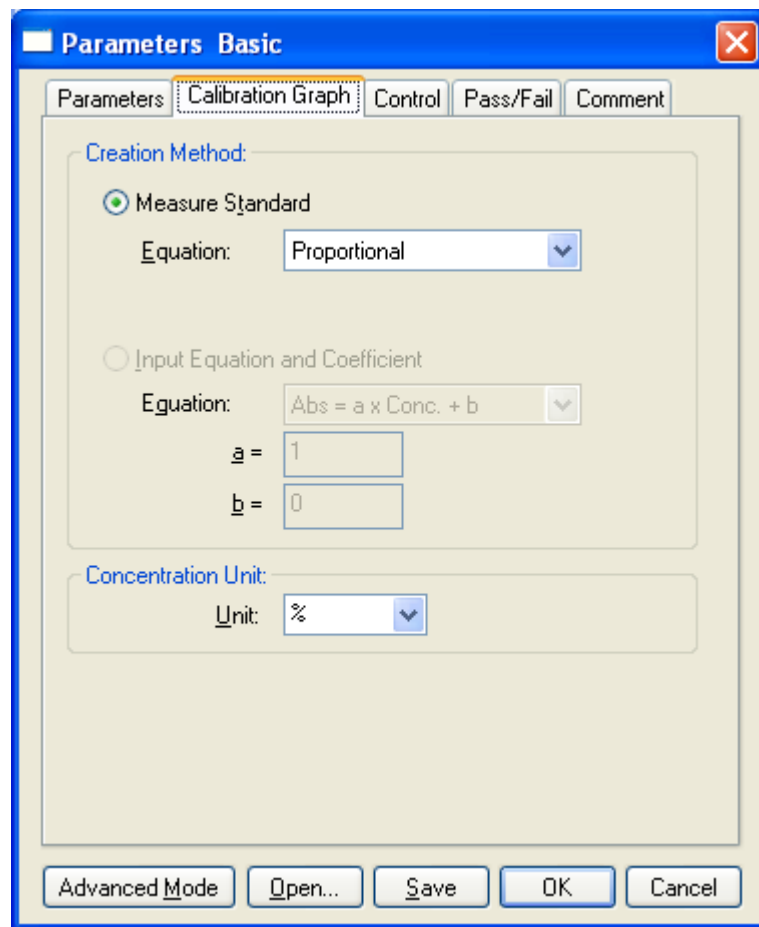 Parameters  Basic
Parameters Calibration Graph Control Pass/Fail Comment
Creation Method:
Measure Standard
Equation: Proportional
Input Equation and Coefficient
Equation: Abs = a x Conc. + b
a = 1
b = 0
Concentration Unit:
Unit: %
Advanced Mode Open... Save OK Cancel